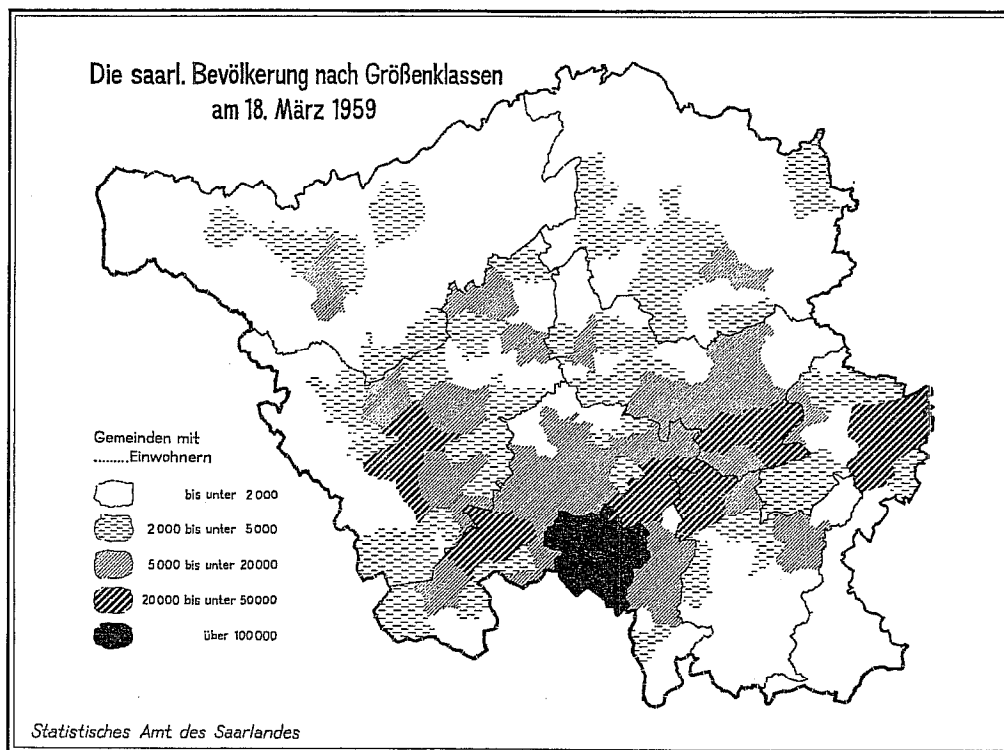 Die saarl. Bevölkerung nach Größenklassen
am 18. März 1959
Gemeinden mit
.........Einwohnern
bis unter 2 000
2 000 bis unter 5 000
5 000 bis unter 20 000
20 000 bis unter 50 000
über 100 000
Statistisches Amt des Saarlandes